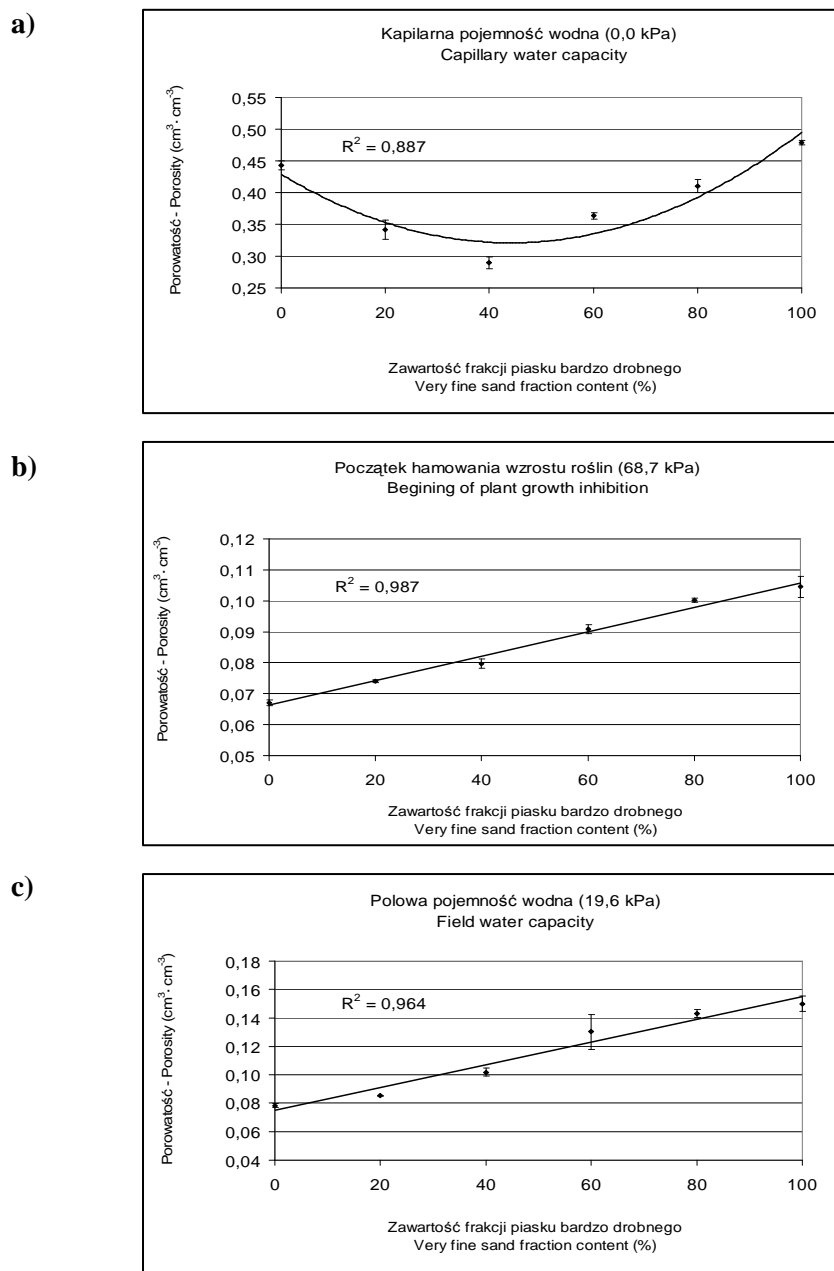 a)
Kapilarna pojemność wodna (0,0 kPa)
Capillary water capacity
Porowatość - Porosity (cm³· cm⁻³)
0,55
0,50
0,45
0,40
0,35
0,30
0,25
R² = 0,887
0 20 40 60 80 100
Zawartość frakcji piasku bardzo drobnego
Very fine sand fraction content (%)
b)
Początek hamowania wzrostu roślin (68,7 kPa)
Begining of plant growth inhibition
Porowatość - Porosity (cm³· cm⁻³)
0,12
0,11
0,10
0,09
0,08
0,07
0,06
0,05
R² = 0,987
0 20 40 60 80 100
Zawartość frakcji piasku bardzo drobnego
Very fine sand fraction content (%)
c)
Polowa pojemność wodna (19,6 kPa)
Field water capacity
Porowatość - Porosity (cm³· cm⁻³)
0,18
0,16
0,14
0,12
0,10
0,08
0,06
0,04
R² = 0,964
0 20 40 60 80 100
Zawartość frakcji piasku bardzo drobnego
Very fine sand fraction content (%)